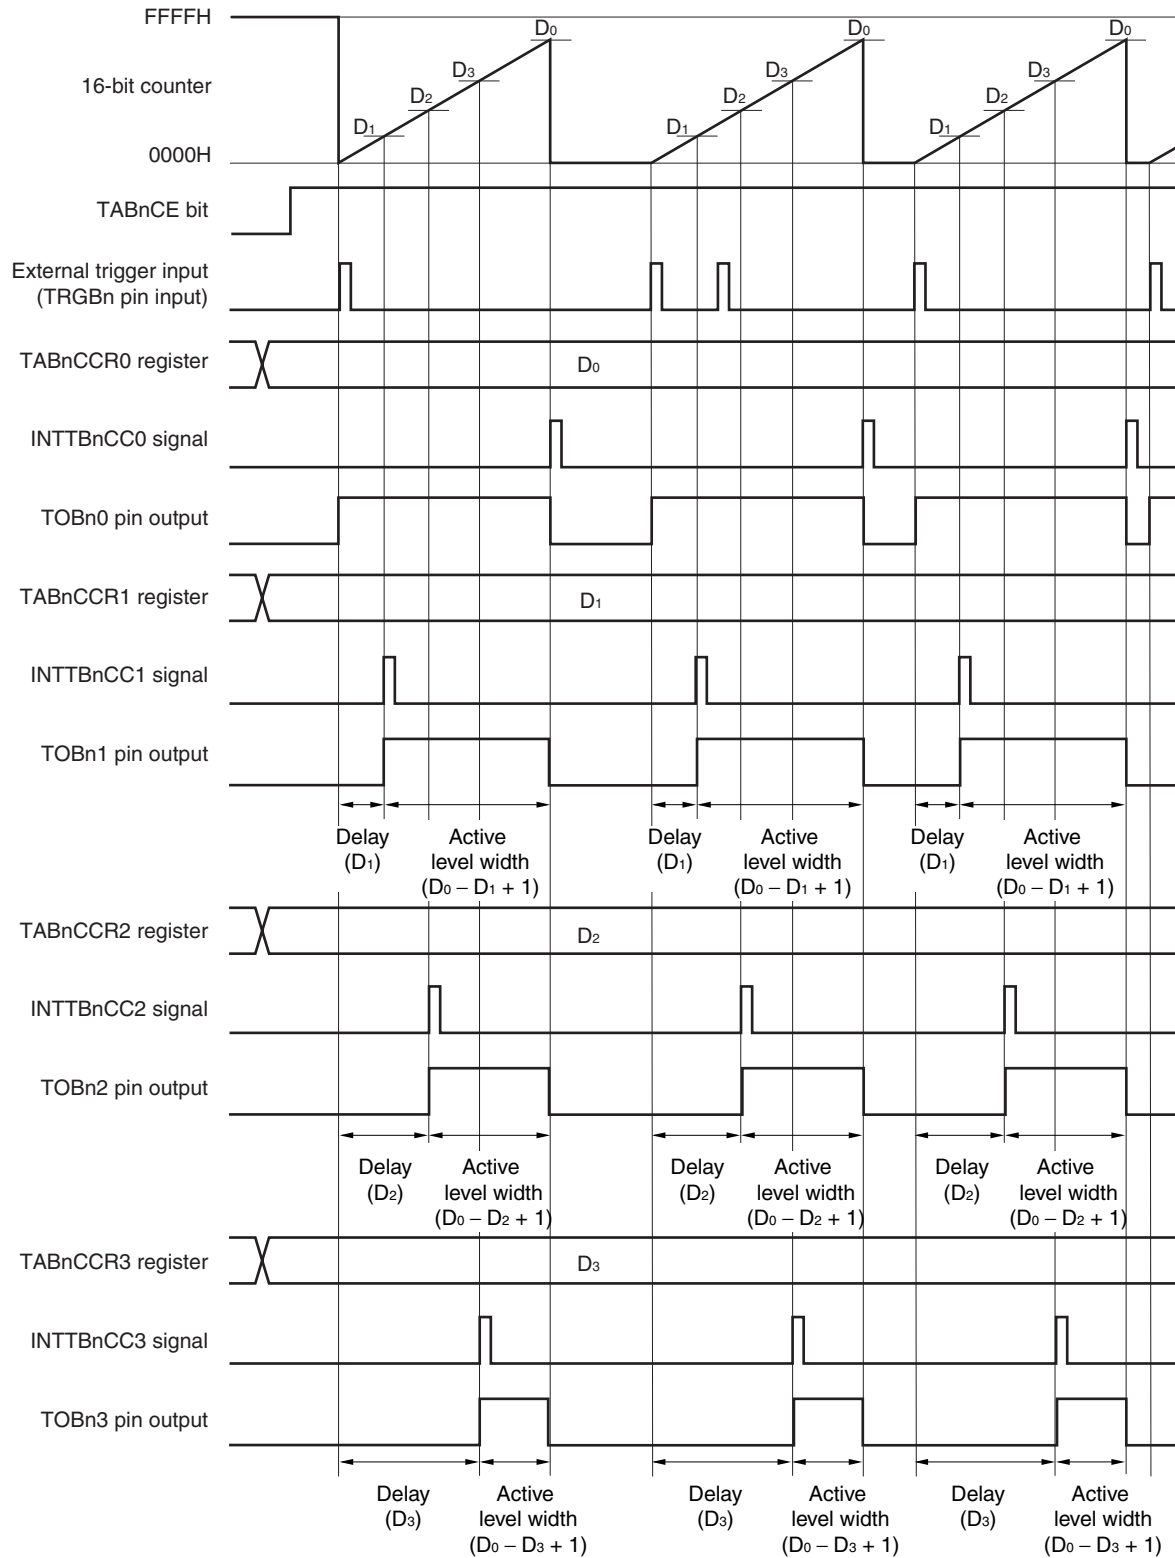 FFFFH
D0 D0 D0
D3 D3 D3
16-bit counter
D2 D2 D2
D1 D1 D1
0000H
TABnCE bit
External trigger input
(TRGBn pin input)
TABnCCR0 register D0
INTTBnCC0 signal
TOBn0 pin output
TABnCCR1 register D1
INTTBnCC1 signal
TOBn1 pin output
Delay Active Delay Active Delay Active
(D1) level width (D1) level width (D1) level width
(D0 – D1 + 1) (D0 – D1 + 1) (D0 – D1 + 1)
TABnCCR2 register D2
INTTBnCC2 signal
TOBn2 pin output
Delay Active Delay Active Delay Active
(D2) level width (D2) level width (D2) level width
(D0 – D2 + 1) (D0 – D2 + 1) (D0 – D2 + 1)
TABnCCR3 register D3
INTTBnCC3 signal
TOBn3 pin output
Delay Active Delay Active Delay Active
(D3) level width (D3) level width (D3) level width
(D0 – D3 + 1) (D0 – D3 + 1) (D0 – D3 + 1)